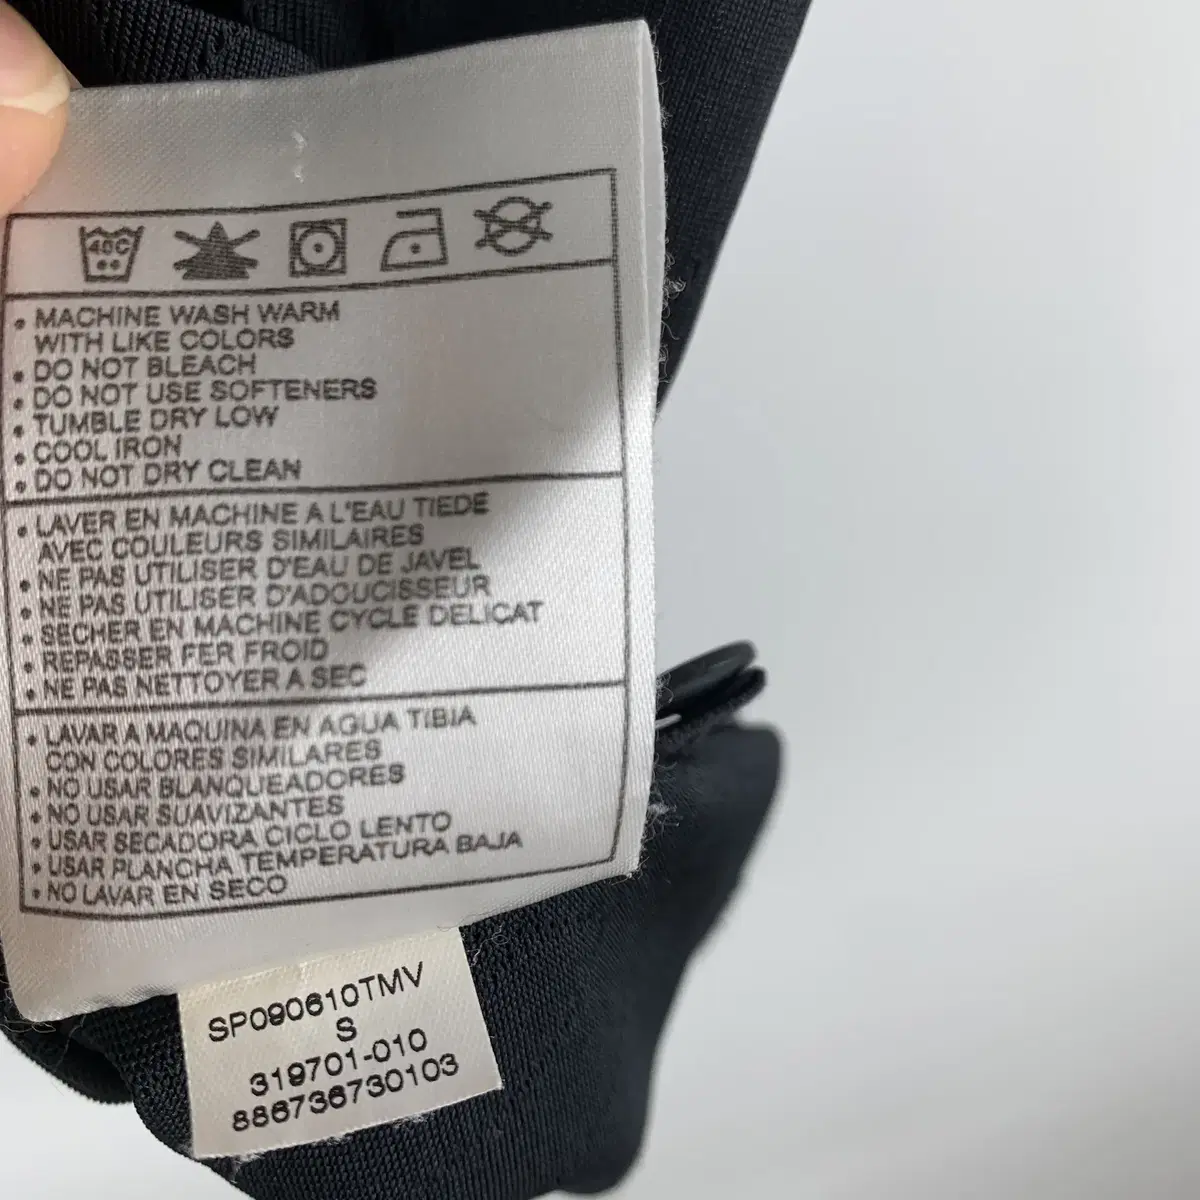 40C
• MACHINE WASH WARM
WITH LIKE COLORS
• DO NOT BLEACH
• DO NOT USE SOFTENERS
• TUMBLE DRY LOW
• COOL IRON
• DO NOT DRY CLEAN
• LAVER EN MACHINE A L'EAU TIEDE
AVEC COULEURS SIMILAIRES
• NE PAS UTILISER D'EAU DE JAVEL
• NE PAS UTILISER D'ADOUCISSEUR
• SECHER EN MACHINE CYCLE DELICAT
• REPASSER FER FROID
• NE PAS NETTOYER A SEC
• LAVAR A MAQUINA EN AGUA TIBIA
CON COLORES SIMILARES
• NO USAR BLANQUEADORES
• NO USAR SUAVIZANTES
• USAR SECADORA CICLO LENTO
• USAR PLANCHA TEMPERATURA BAJA
• NO LAVAR EN SECO
SP090610TMV
S
319701-010
886736730103